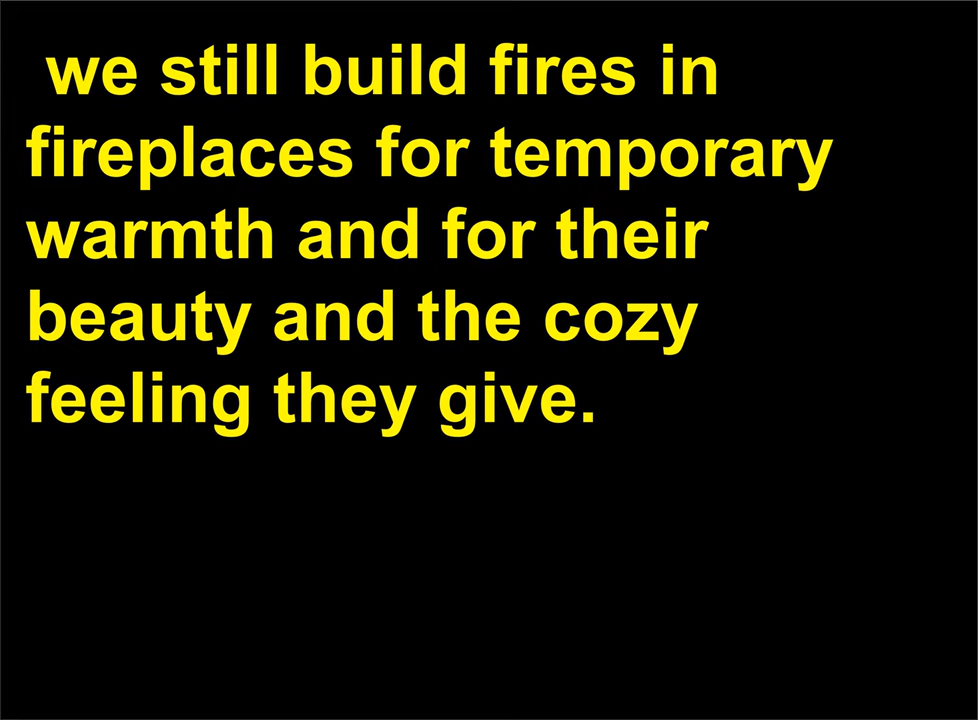 we still build fires in
fireplaces for temporary
warmth and for their
beauty and the cozy
feeling they give.